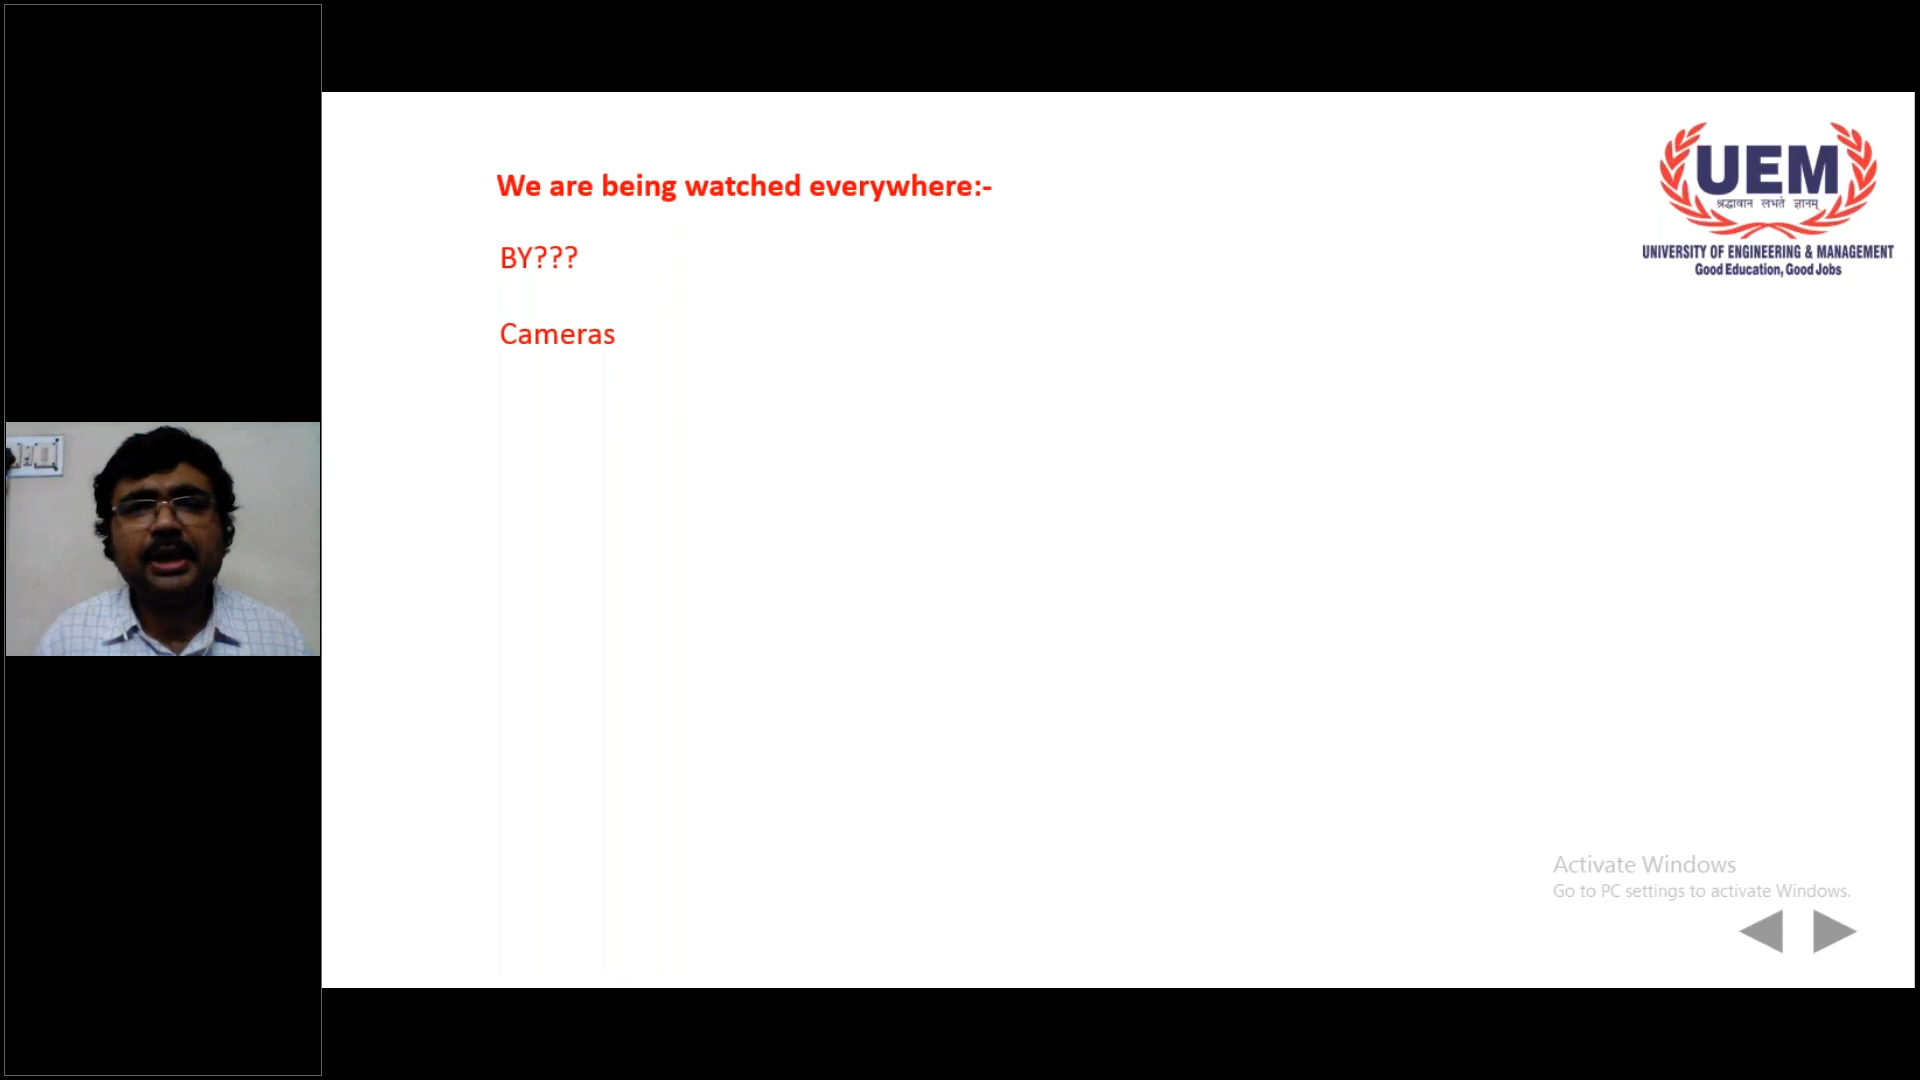 We are being watched everywhere:-
BY???
Cameras
UEM
श्रद्धावान लभते ज्ञानम्
UNIVERSITY OF ENGINEERING & MANAGEMENT
Good Education, Good Jobs
Activate Windows
Go to PC settings to activate Windows.